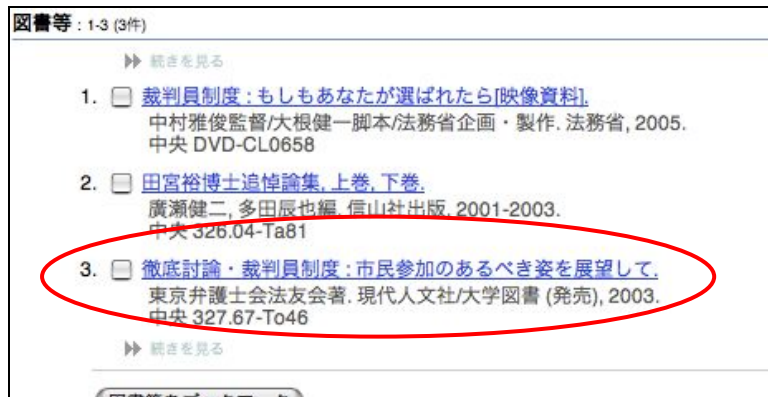 図書等 : 1-3 (3件)
続きを見る
1. 裁判員制度 : もしもあなたが選ばれたら[映像資料].
中村雅俊監督/大根健一脚本/法務省企画・製作. 法務省, 2005.
中央 DVD-CL0658
2. 田宮裕博士追悼論集, 上巻, 下巻.
廣瀬健二, 多田辰也編. 信山社出版, 2001-2003.
中央 326.04-Ta81
3. 徹底討論・裁判員制度 : 市民参加のあるべき姿を展望して.
東京弁護士会法友会著. 現代人文社/大学図書 (発売), 2003.
中央 327.67-To46
続きを見る